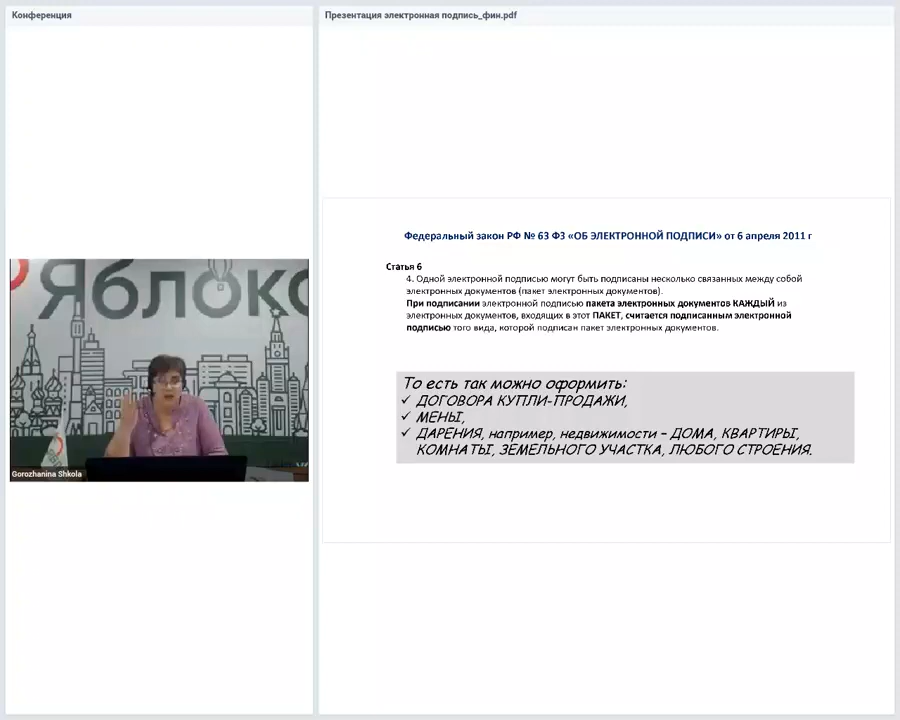 Конференция
Презентация электронная подпись_фин.pdf
Яблоко
Gorozhanina Shkola
Федеральный закон РФ № 63 ФЗ «ОБ ЭЛЕКТРОННОЙ ПОДПИСИ» от 6 апреля 2011 г
Статья 6
4. Одной электронной подписью могут быть подписаны несколько связанных между собой
электронных документов (пакет электронных документов).
При подписании электронной подписью пакета электронных документов КАЖДЫЙ из
электронных документов, входящих в этот ПАКЕТ, считается подписанным электронной
подписью того вида, которой подписан пакет электронных документов.
То есть так можно оформить:
✓ ДОГОВОРА КУПЛИ-ПРОДАЖИ,
✓ МЕНЫ,
✓ ДАРЕНИЯ, например, недвижимости – ДОМА, КВАРТИРЫ,
КОМНАТЫ, ЗЕМЕЛЬНОГО УЧАСТКА, ЛЮБОГО СТРОЕНИЯ.